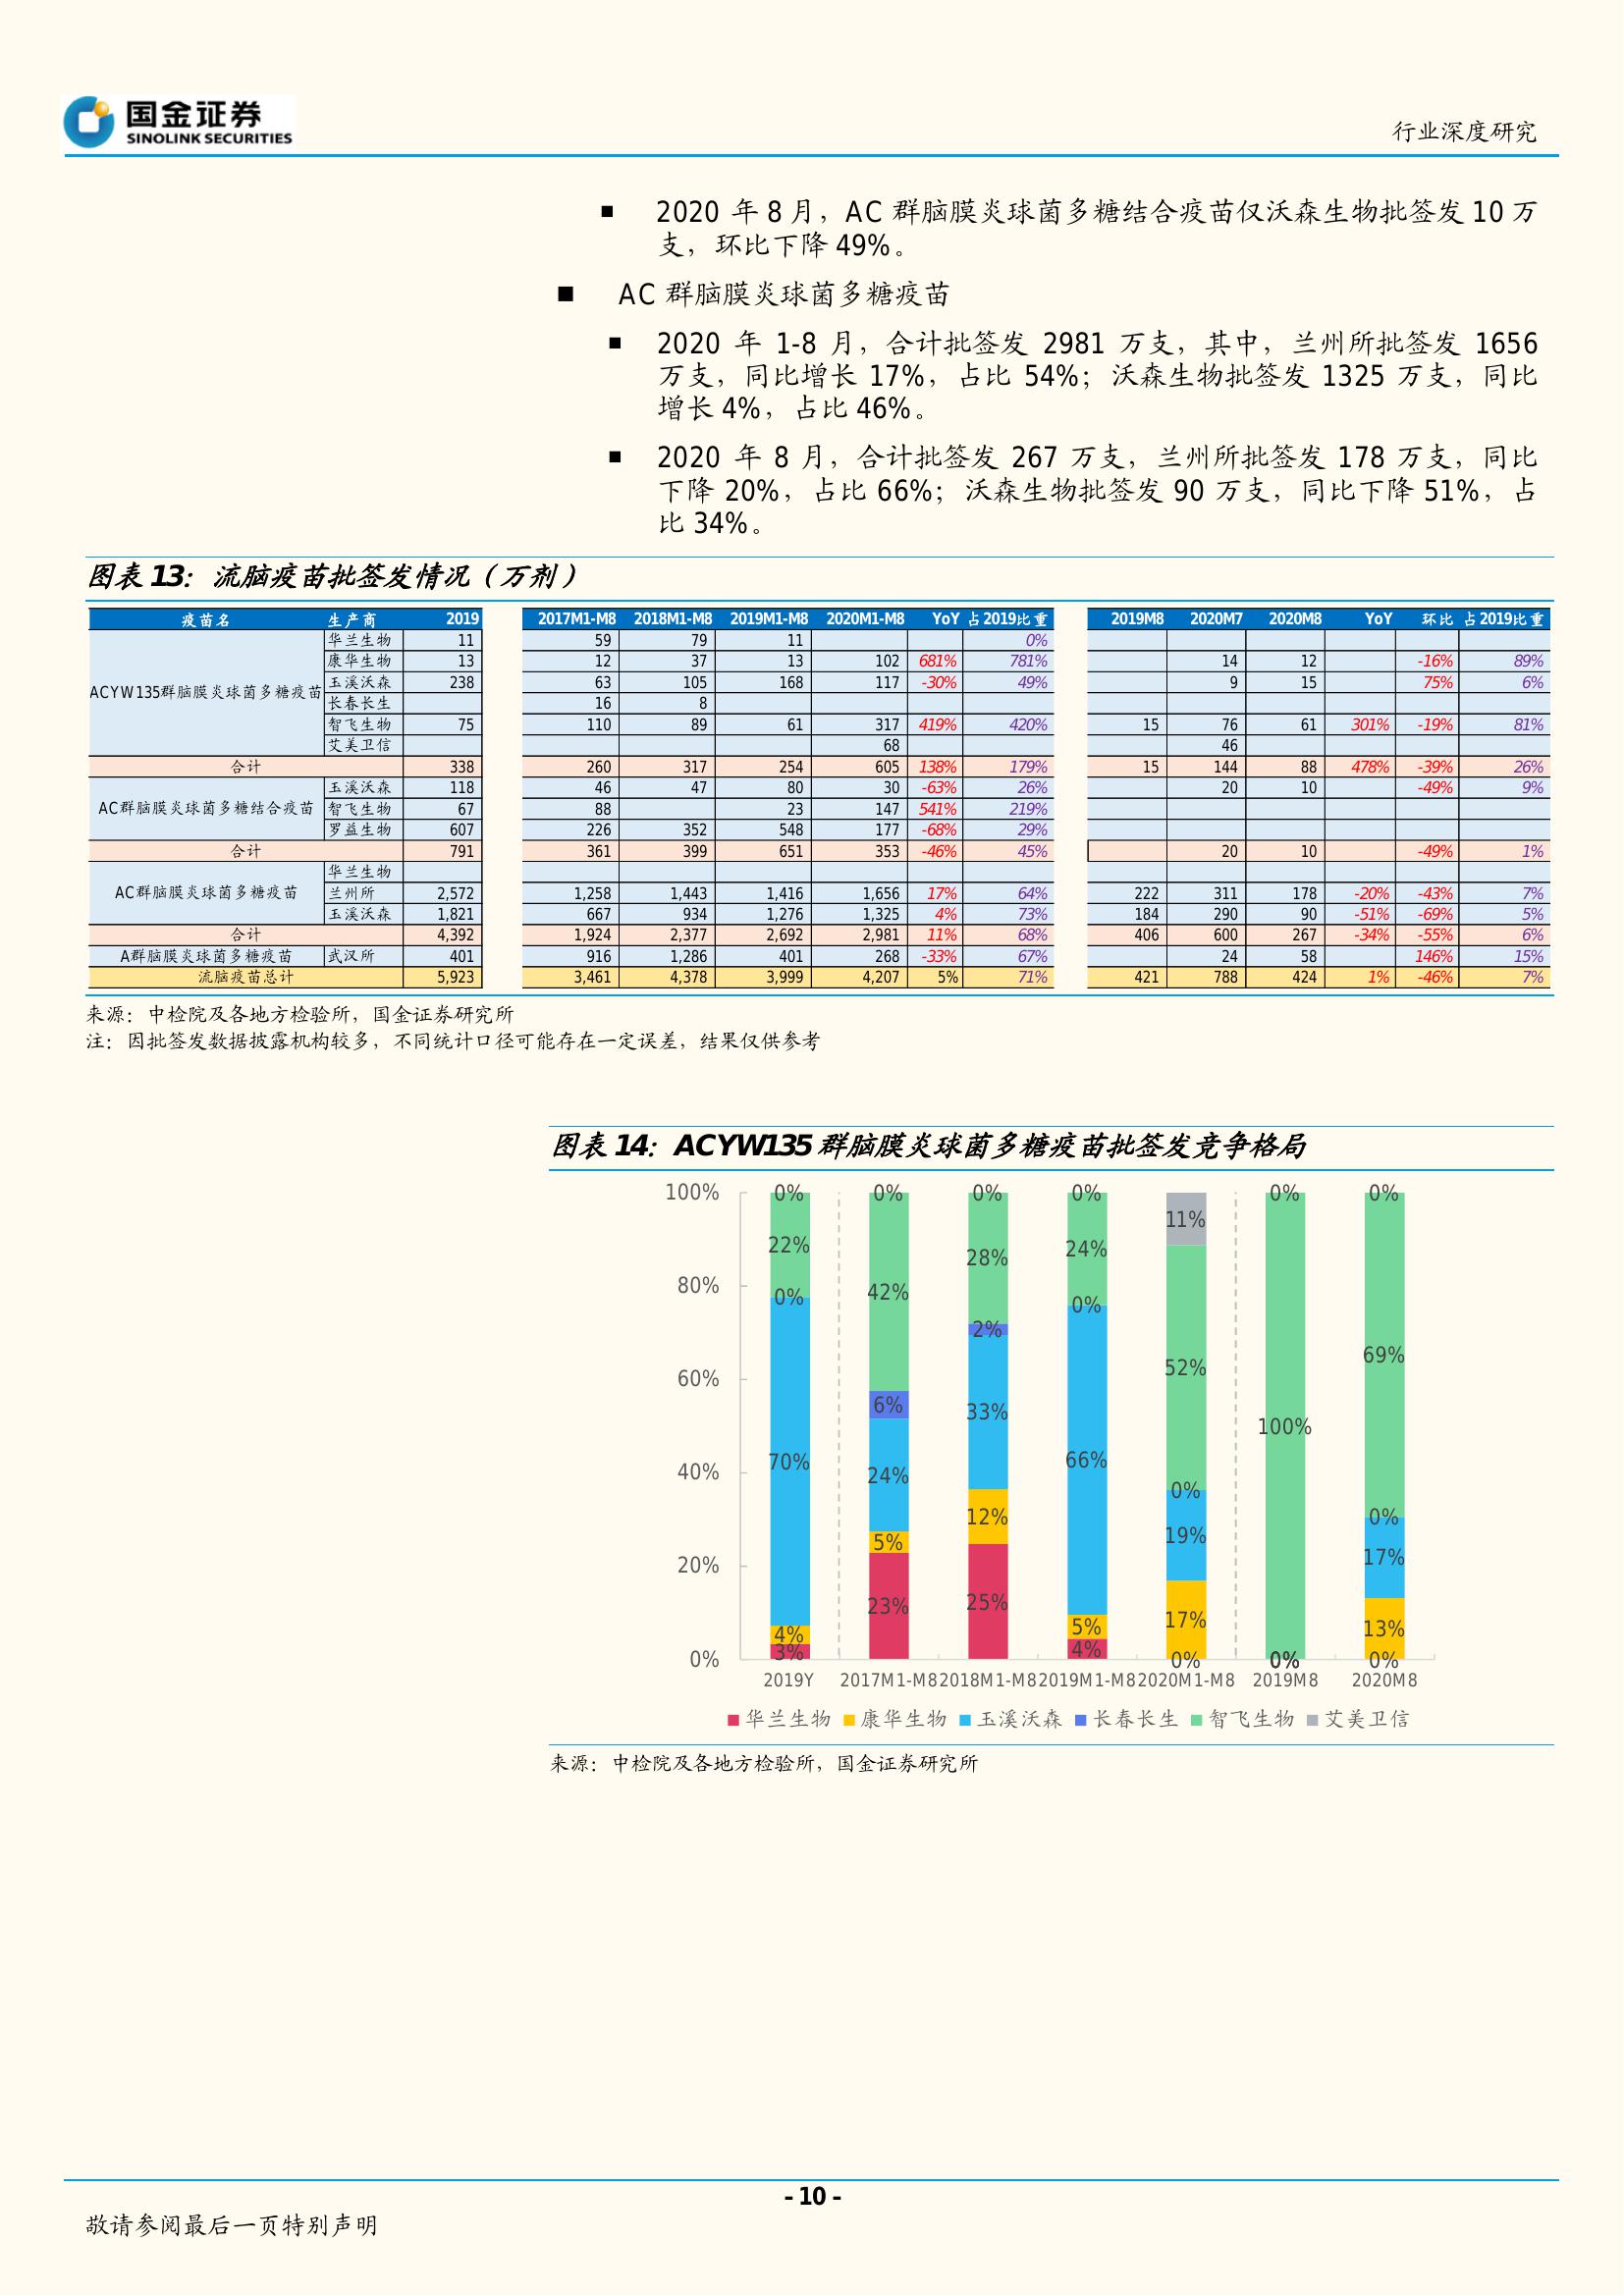 国金证券
SINOLINK SECURITIES
行业深度研究
■ 2020 年 8 月，AC 群脑膜炎球菌多糖结合疫苗仅沃森生物批签发 10 万
支，环比下降 49%。
■ AC 群脑膜炎球菌多糖疫苗
■ 2020 年 1-8 月，合计批签发 2981 万支，其中，兰州所批签发 1656
万支，同比增长 17%，占比 54%；沃森生物批签发 1325 万支，同比
增长 4%，占比 46%。
■ 2020 年 8 月，合计批签发 267 万支，兰州所批签发 178 万支，同比
下降 20%，占比 66%；沃森生物批签发 90 万支，同比下降 51%，占
比 34%。
图表 13：流脑疫苗批签发情况（万剂）
疫苗名 生产商 2019 2017M1-M8 2018M1-M8 2019M1-M8 2020M1-M8 YoY 占2019比重 2019M8 2020M7 2020M8 YoY 环比 占2019比重
华兰生物 11 59 79 11 0%
康华生物 13 12 37 13 102 681% 781% 14 12 -16% 89%
ACYW135群脑膜炎球菌多糖疫苗 玉溪沃森 238 63 105 168 117 -30% 49% 9 15 75% 6%
长春长生 16 8
智飞生物 75 110 89 61 317 419% 420% 15 76 61 301% -19% 81%
艾美卫信 68 46
合计 338 260 317 254 605 138% 179% 15 144 88 478% -39% 26%
玉溪沃森 118 46 47 80 30 -63% 26% 20 10 -49% 9%
AC群脑膜炎球菌多糖结合疫苗 智飞生物 67 88 23 147 541% 219%
罗益生物 607 226 352 548 177 -68% 29%
合计 791 361 399 651 353 -46% 45% 20 10 -49% 1%
华兰生物
AC群脑膜炎球菌多糖疫苗 兰州所 2,572 1,258 1,443 1,416 1,656 17% 64% 222 311 178 -20% -43% 7%
玉溪沃森 1,821 667 934 1,276 1,325 4% 73% 184 290 90 -51% -69% 5%
合计 4,392 1,924 2,377 2,692 2,981 11% 68% 406 600 267 -34% -55% 6%
A群脑膜炎球菌多糖疫苗 武汉所 401 916 1,286 401 268 -33% 67% 24 58 146% 15%
流脑疫苗总计 5,923 3,461 4,378 3,999 4,207 5% 71% 421 788 424 1% -46% 7%
来源：中检院及各地方检验所，国金证券研究所
注：因批签发数据披露机构较多，不同统计口径可能存在一定误差，结果仅供参考
图表 14：ACYW135 群脑膜炎球菌多糖疫苗批签发竞争格局
100% 0% 0% 0% 0% 0% 0%
11%
22% 24%
28%
80%
42%
0% 0%
2%
69%
60% 52%
6% 33%
100%
70% 66%
40% 24%
0%
12% 0%
5% 19%
17%
20%
23% 25% 17%
4% 5% 13%
3% 4%
0% 0% 0% 0%
2019Y 2017M1-M8 2018M1-M8 2019M1-M8 2020M1-M8 2019M8 2020M8
华兰生物 康华生物 玉溪沃森 长春长生 智飞生物 艾美卫信
来源：中检院及各地方检验所，国金证券研究所
- 10 -
敬请参阅最后一页特别声明